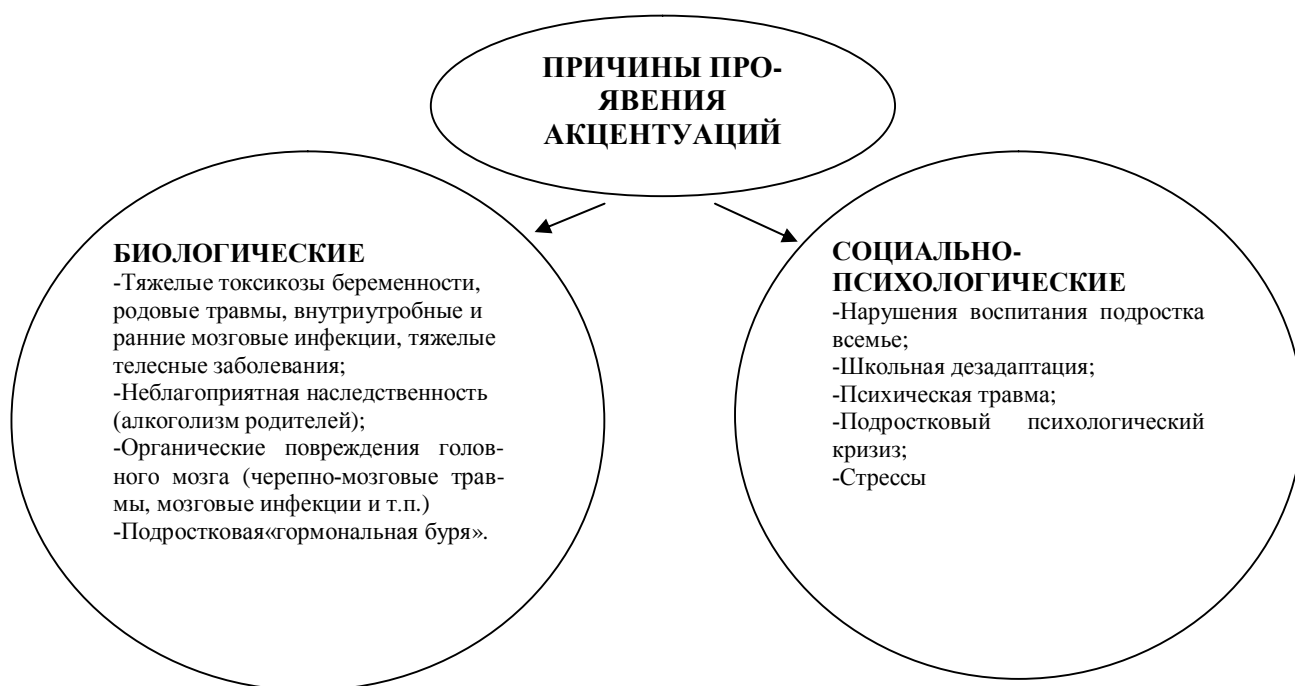 ПРИЧИНЫ ПРО-
ЯВЕНИЯ
АКЦЕНТУАЦИЙ
БИОЛОГИЧЕСКИЕ
-Тяжелые токсикозы беременности,
родовые травмы, внутриутробные и
ранние мозговые инфекции, тяжелые
телесные заболевания;
-Неблагоприятная наследственность
(алкоголизм родителей);
-Органические повреждения голов-
ного мозга (черепно-мозговые трав-
мы, мозговые инфекции и т.п.)
-Подростковая«гормональная буря».
СОЦИАЛЬНО-
ПСИХОЛОГИЧЕСКИЕ
-Нарушения воспитания подростка
всемье;
-Школьная дезадаптация;
-Психическая травма;
-Подростковый психологический
кризиз;
-Стрессы